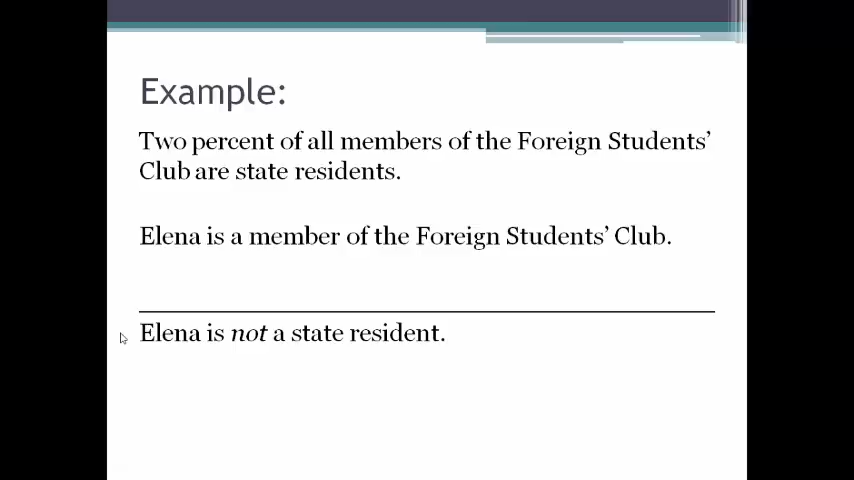 Example:
Two percent of all members of the Foreign Students’
Club are state residents.
Elena is a member of the Foreign Students’ Club.
Elena is not a state resident.